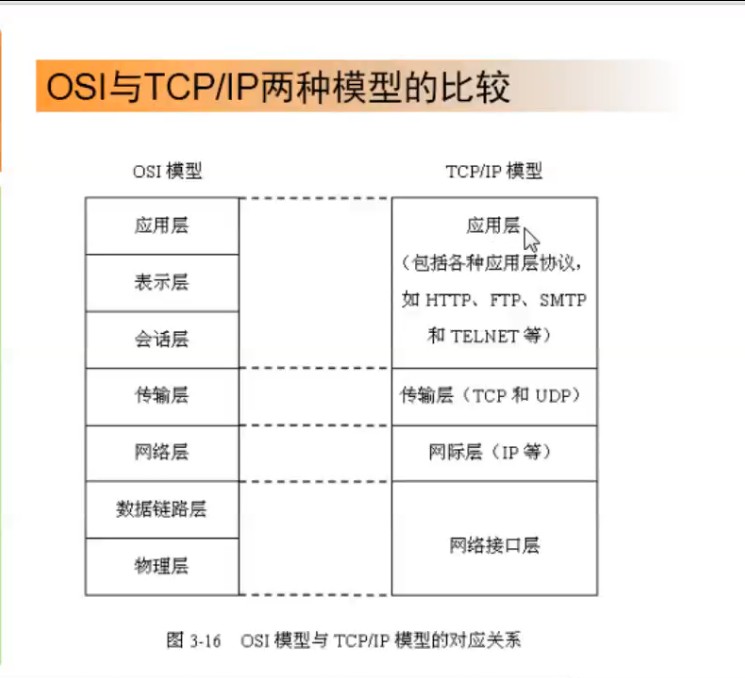 OSI与TCP/IP两种模型的比较
OSI 模型
TCP/IP 模型
应用层
表示层
会话层
传输层
网络层
数据链路层
物理层
应用层
（包括各种应用层协议，
如 HTTP、FTP、SMTP
和 TELNET 等）
传输层（TCP 和 UDP）
网际层（IP 等）
网络接口层
图 3-16 OSI 模型与 TCP/IP 模型的对应关系